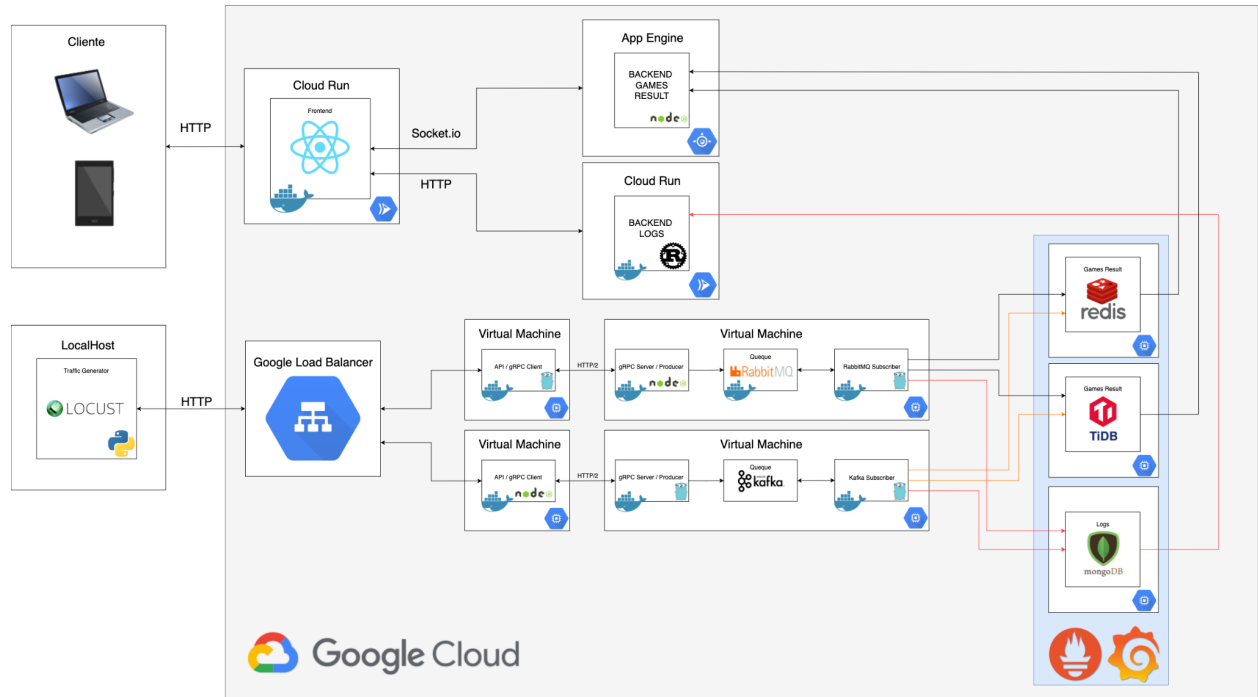 Cliente
HTTP
Cloud Run
Frontend
Socket.io
HTTP
App Engine
BACKEND
GAMES
RESULT
node
Cloud Run
BACKEND
LOGS
R
LocalHost
Traffic Generator
LOCUST
HTTP
Google Load Balancer
Virtual Machine
API / gRPC Client
HTTP/2
Virtual Machine
gRPC Server / Producer
node
Queque
RabbitMQ
RabbitMQ Subscriber
Virtual Machine
API / gRPC Client
node
HTTP/2
Virtual Machine
gRPC Server / Producer
Queque
kafka
Kafka Subscriber
Games Result
redis
Games Result
TiDB
Logs
mongoDB
Google Cloud